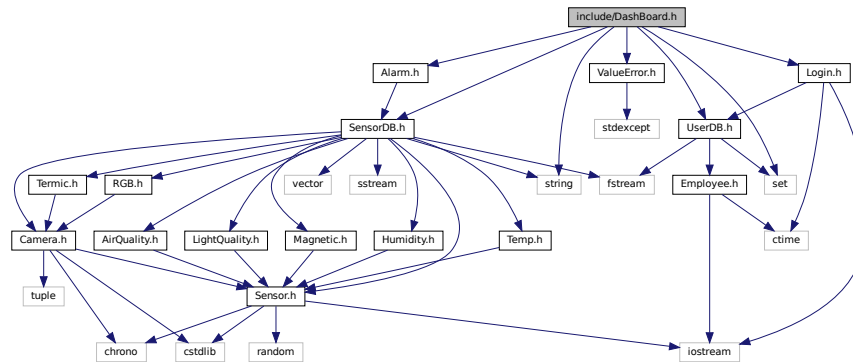 include/DashBoard.h
Alarm.h
ValueError.h
Login.h
SensorDB.h
stdexcept
UserDB.h
Termic.h
RGB.h
vector
sstream
string
fstream
Employee.h
set
Camera.h
AirQuality.h
LightQuality.h
Magnetic.h
Humidity.h
Temp.h
ctime
tuple
Sensor.h
chrono
cstdlib
random
iostream